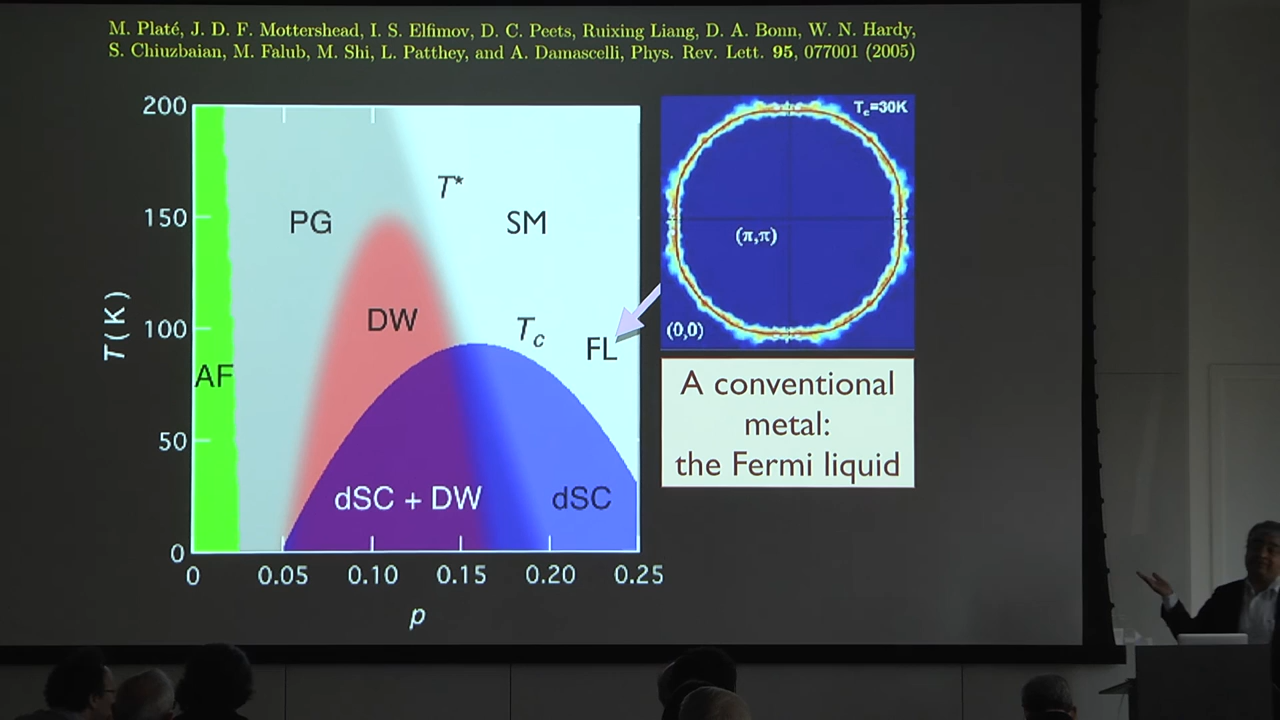 M. Platé, J. D. F. Mottershead, I. S. Elfimov, D. C. Peets, Ruixing Liang, D. A. Bonn, W. N. Hardy,
S. Chiuzbaian, M. Falub, M. Shi, L. Patthey, and A. Damascelli, Phys. Rev. Lett. 95, 077001 (2005)
200
150
100
50
0
T(K)
0 0.05 0.10 0.15 0.20 0.25
p
AF
PG
T*
SM
DW
Tc
FL
dSC + DW
dSC
Tc=30K
(π,π)
(0,0)
A conventional
metal:
the Fermi liquid